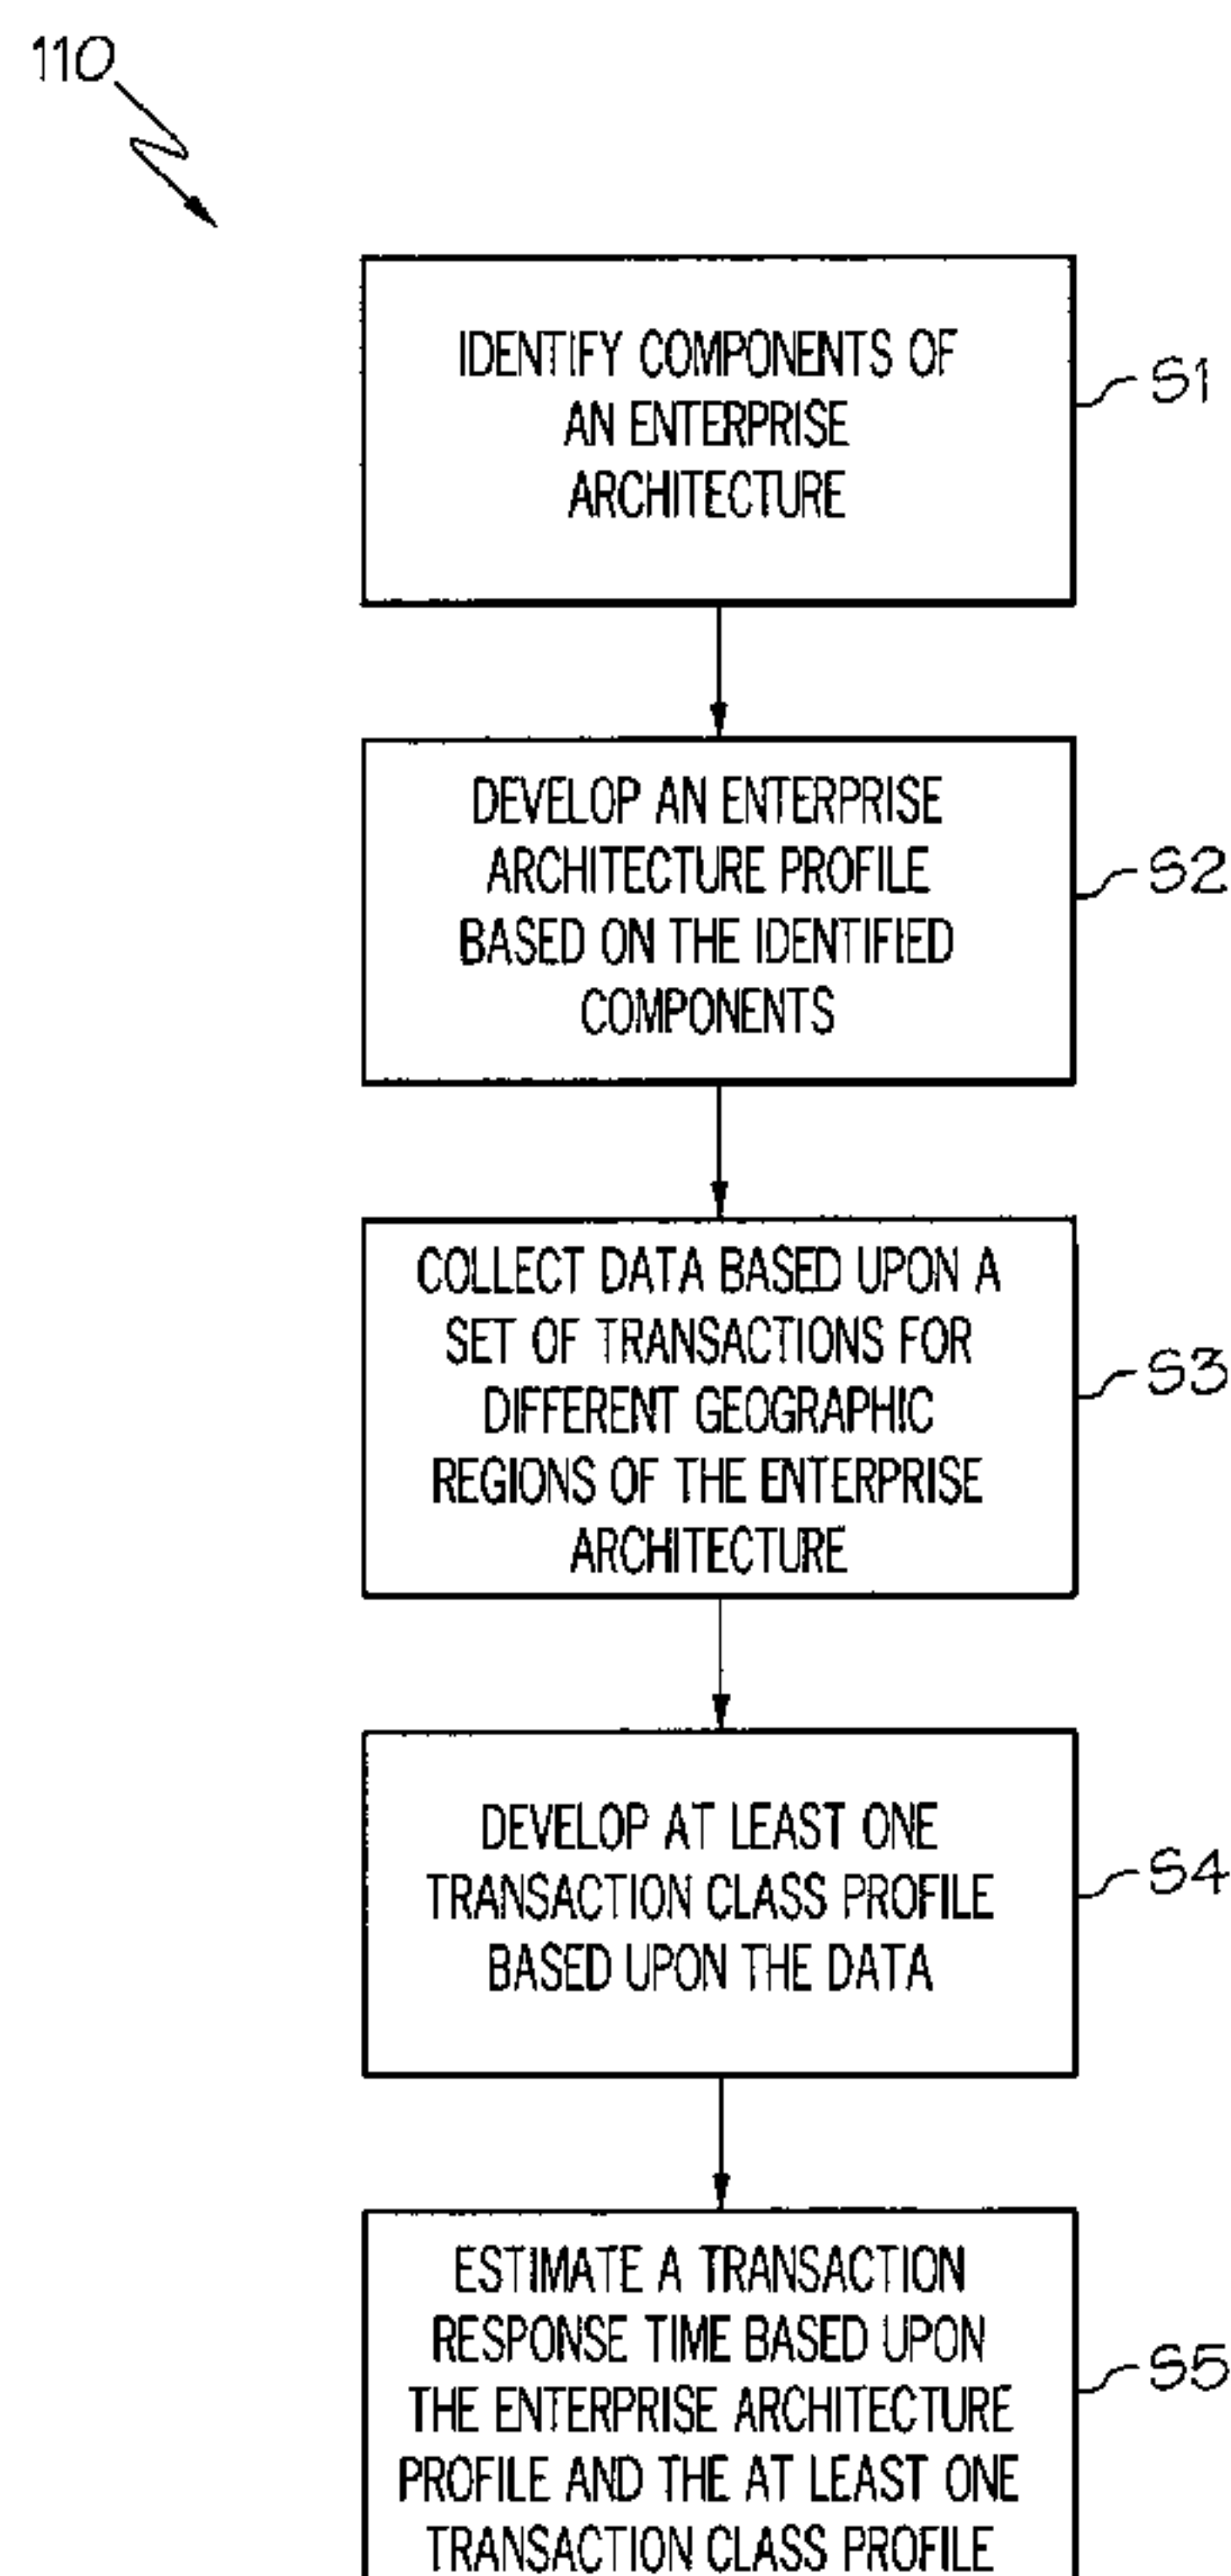 110
IDENTIFY COMPONENTS OF
AN ENTERPRISE
ARCHITECTURE
S1
DEVELOP AN ENTERPRISE
ARCHITECTURE PROFILE
BASED ON THE IDENTIFIED
COMPONENTS
S2
COLLECT DATA BASED UPON A
SET OF TRANSACTIONS FOR
DIFFERENT GEOGRAPHIC
REGIONS OF THE ENTERPRISE
ARCHITECTURE
S3
DEVELOP AT LEAST ONE
TRANSACTION CLASS PROFILE
BASED UPON THE DATA
S4
ESTIMATE A TRANSACTION
RESPONSE TIME BASED UPON
THE ENTERPRISE ARCHITECTURE
PROFILE AND THE AT LEAST ONE
TRANSACTION CLASS PROFILE
S5